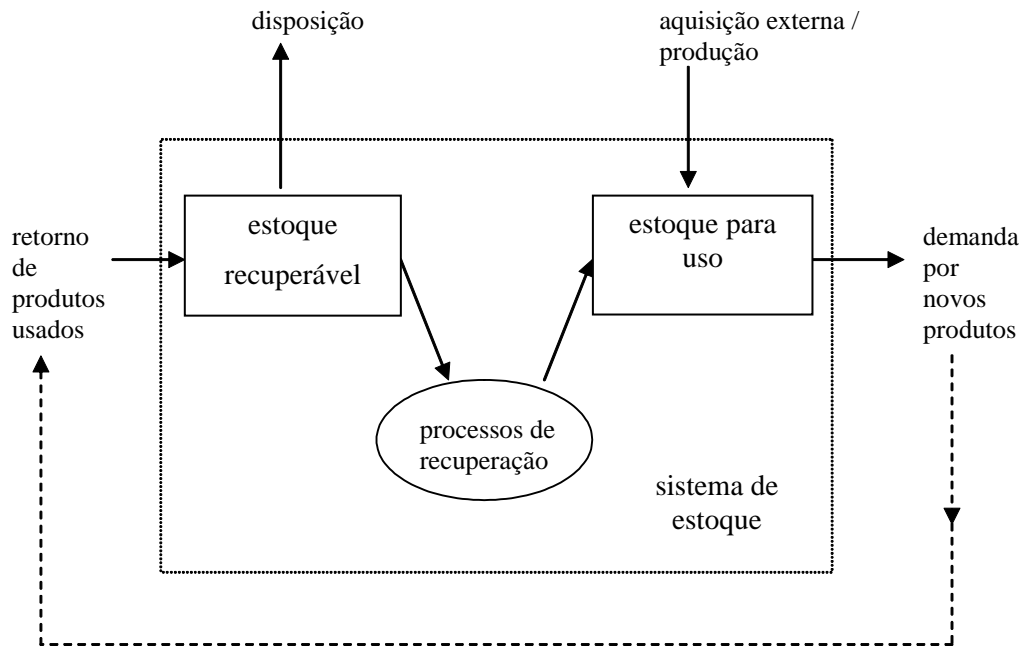 disposição
aquisição externa /
produção
retorno
de
produtos
usados
estoque
recuperável
estoque para
uso
demanda
por
novos
produtos
processos de
recuperação
sistema de
estoque